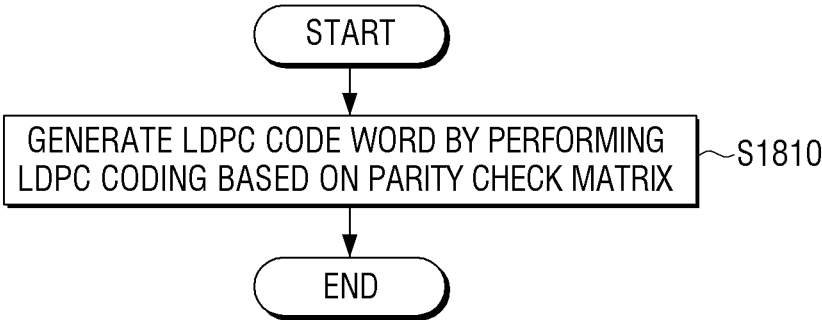 START
GENERATE LDPC CODE WORD BY PERFORMING
LDPC CODING BASED ON PARITY CHECK MATRIX
S1810
END